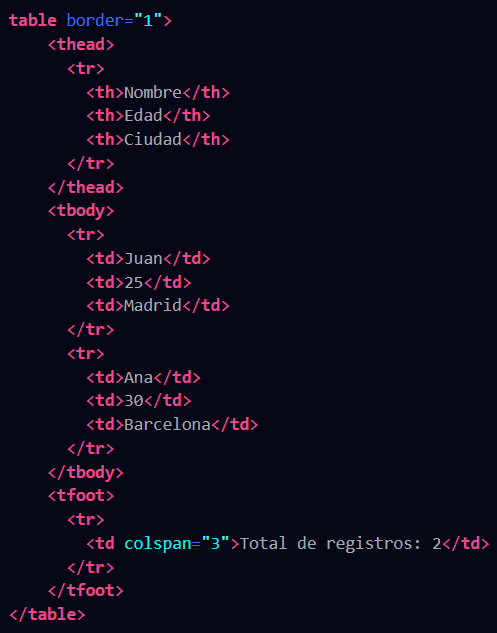 table border="1">
    <thead>
      <tr>
        <th>Nombre</th>
        <th>Edad</th>
        <th>Ciudad</th>
      </tr>
    </thead>
    <tbody>
      <tr>
        <td>Juan</td>
        <td>25</td>
        <td>Madrid</td>
      </tr>
      <tr>
        <td>Ana</td>
        <td>30</td>
        <td>Barcelona</td>
      </tr>
    </tbody>
    <tfoot>
      <tr>
        <td colspan="3">Total de registros: 2</td>
      </tr>
    </tfoot>
</table>